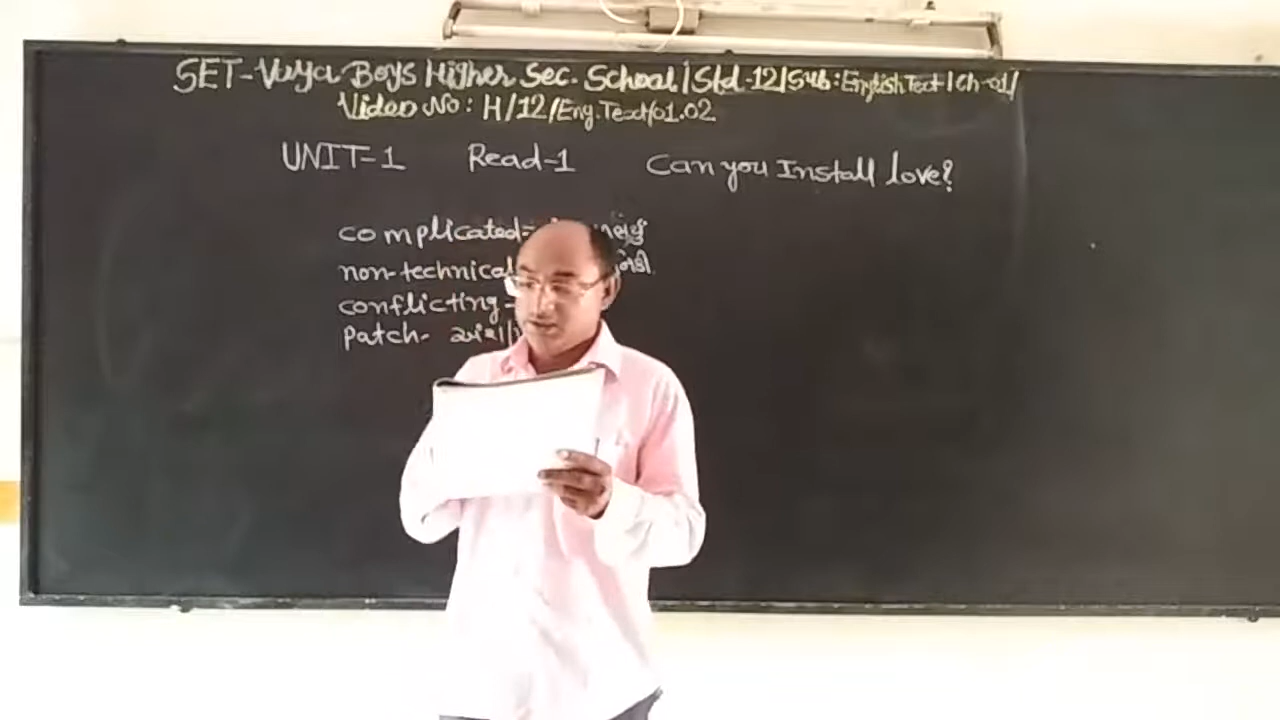 SET-Vuya Boys Higher Sec. School/Std-12/Sub:English Text/Ch-01/
Video No: H/12/Eng.Text/01.02
UNIT-1 Read-1 Can you Install love?
complicated=
non-technical
conflicting=
patch-